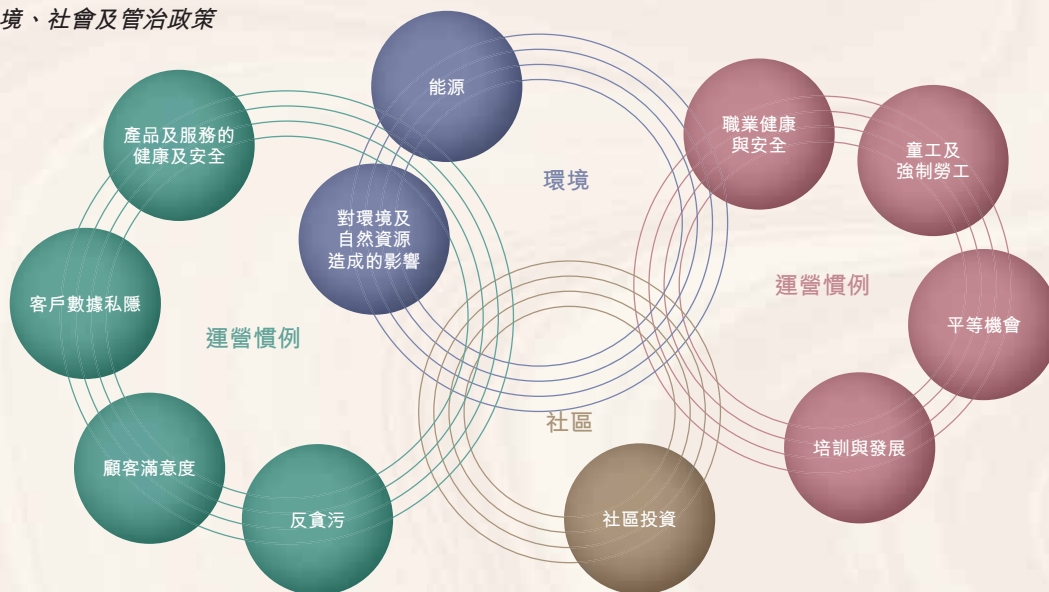 境、社會及管治政策
能源
產品及服務的
健康及安全
職業健康
與安全
童工及
強制勞工
環境
對環境及
自然資源
造成的影響
運營慣例
客戶數據私隱
運營慣例
平等機會
社區
顧客滿意度
培訓與發展
反貪污
社區投資